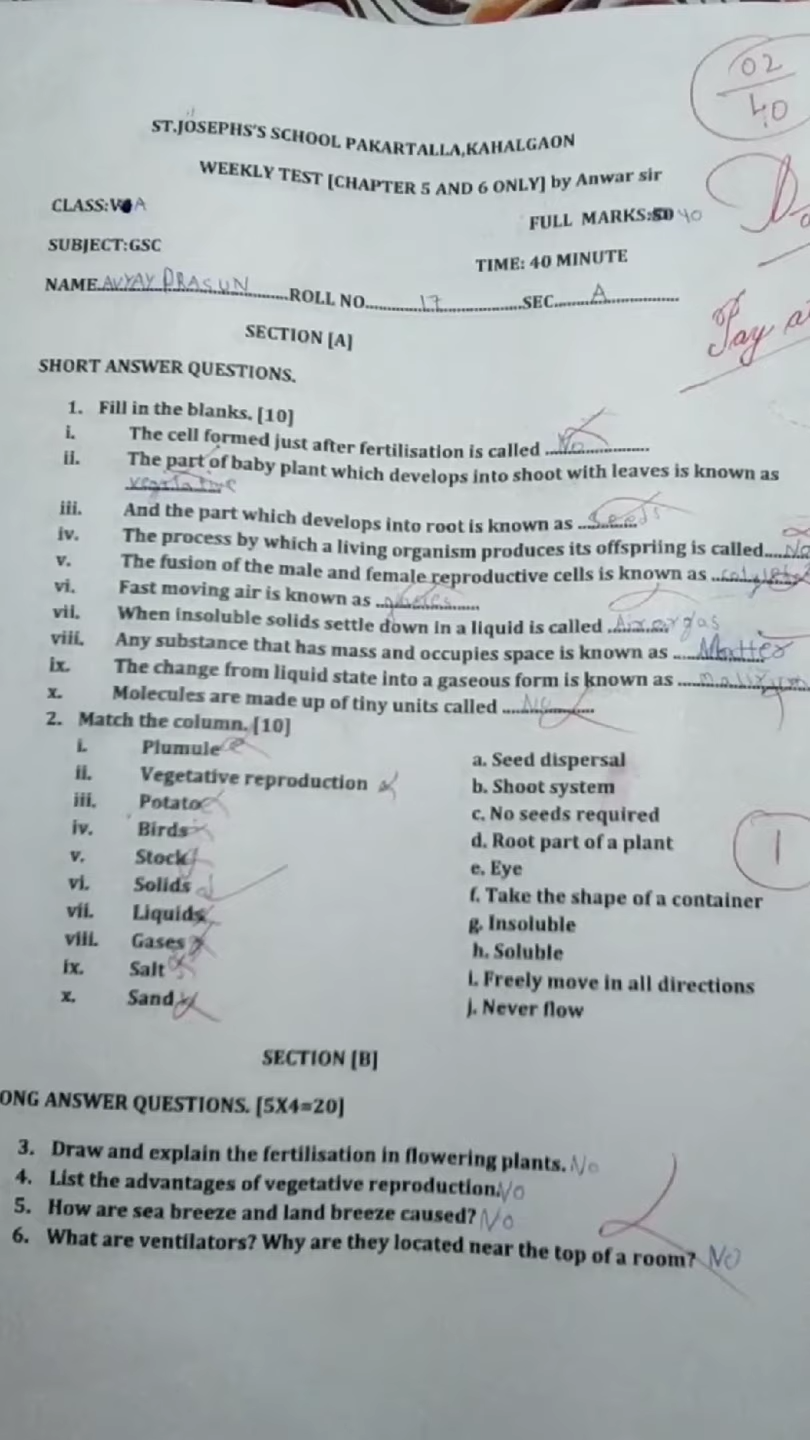 02
40
ST.JOSEPHS'S SCHOOL PAKARTALLA,KAHALGAON
WEEKLY TEST [CHAPTER 5 AND 6 ONLY] by Anwar sir
CLASS:V A
FULL MARKS: 40
SUBJECT:GSC
TIME: 40 MINUTE
NAME AVYAY PRASUN ROLL NO. 17 SEC. A
Pay a
SECTION [A]
SHORT ANSWER QUESTIONS.
1. Fill in the blanks. [10]
i. The cell formed just after fertilisation is called No
ii. The part of baby plant which develops into shoot with leaves is known as
vegetative
iii. And the part which develops into root is known as Seeds
iv. The process by which a living organism produces its offspriing is called No
v. The fusion of the male and female reproductive cells is known as
vi. Fast moving air is known as
vii. When insoluble solids settle down in a liquid is called Air or gas
viii. Any substance that has mass and occupies space is known as Matter
ix. The change from liquid state into a gaseous form is known as
x. Molecules are made up of tiny units called No
2. Match the column. [10]
i. Plumule
a. Seed dispersal
ii. Vegetative reproduction
b. Shoot system
iii. Potato
c. No seeds required
iv. Birds
d. Root part of a plant
v. Stock
e. Eye
vi. Solids
f. Take the shape of a container
vii. Liquids
g. Insoluble
viii. Gases
h. Soluble
ix. Salt
i. Freely move in all directions
x. Sand
j. Never flow
1
SECTION [B]
ONG ANSWER QUESTIONS. [5X4=20]
3. Draw and explain the fertilisation in flowering plants. No
4. List the advantages of vegetative reproduction. No
5. How are sea breeze and land breeze caused? No
6. What are ventilators? Why are they located near the top of a room? No